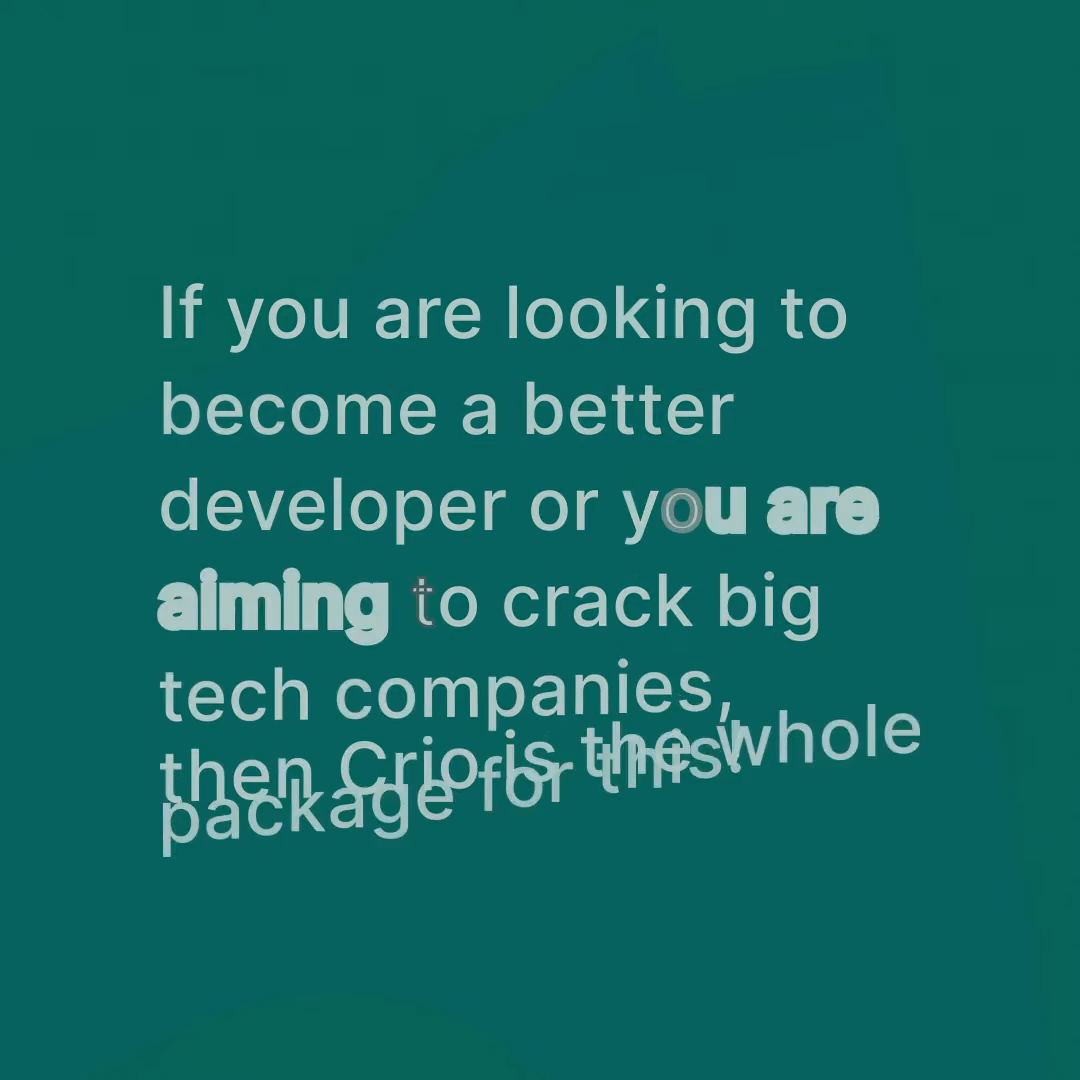 If you are looking to
become a better
developer or you are
aiming to crack big
tech companies,
then Crio is the whole
package for this!